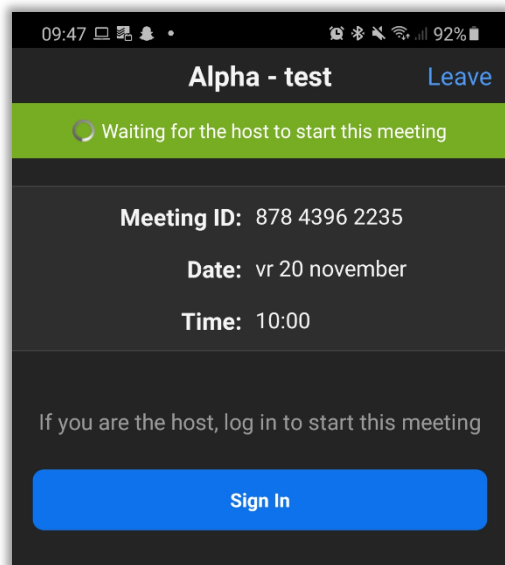 09:47 92%
Alpha - test Leave
Waiting for the host to start this meeting
Meeting ID: 878 4396 2235
Date: vr 20 november
Time: 10:00
If you are the host, log in to start this meeting
Sign In